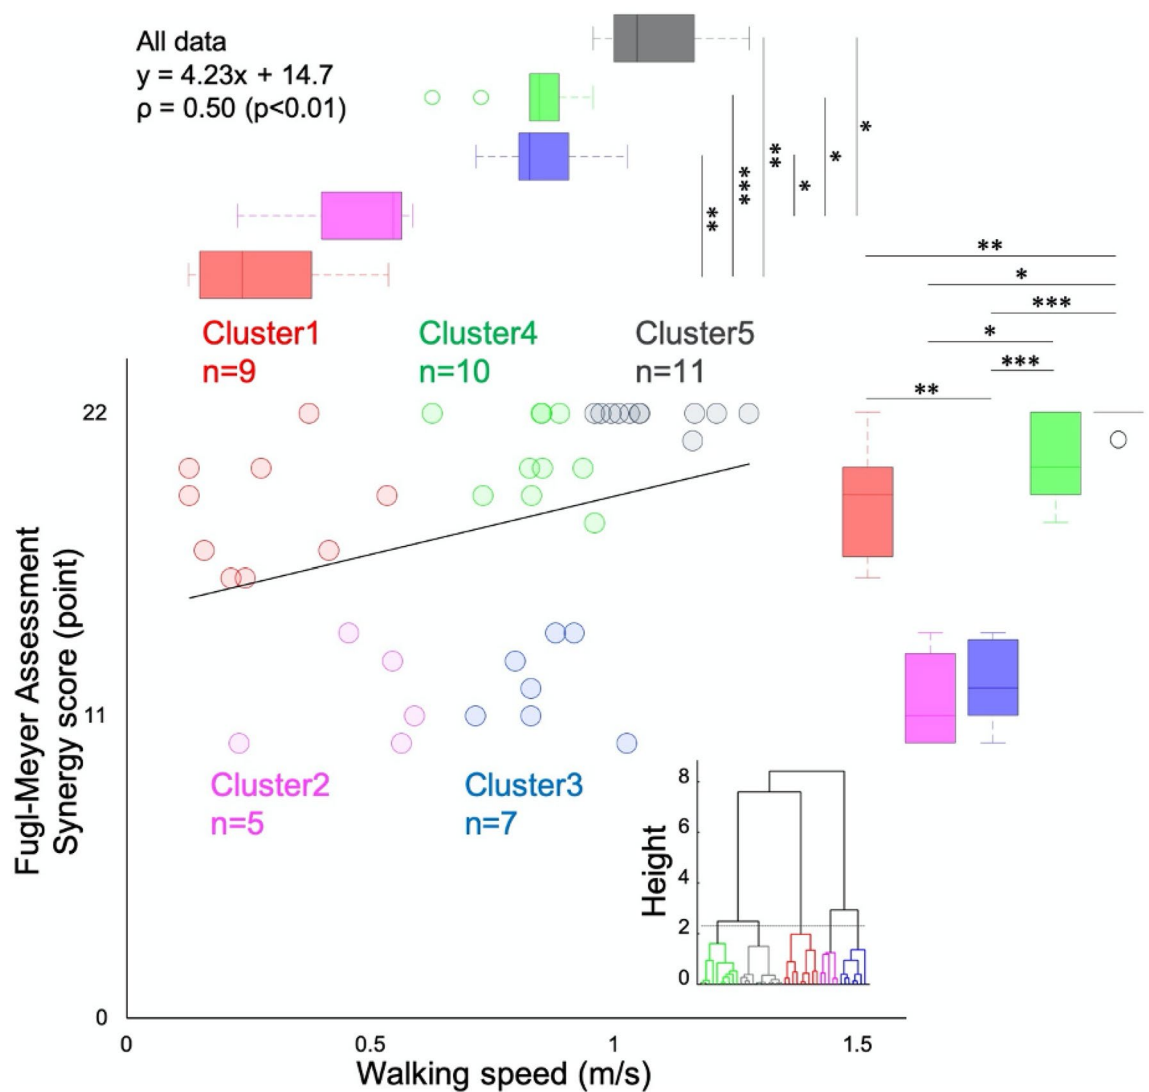 All data
y = 4.23x + 14.7
ρ = 0.50 (p<0.01)
*
**
*
***
*
**
**
*
***
*
***
**
Cluster1
n=9
Cluster4
n=10
Cluster5
n=11
22
11
0
Fugl-Meyer Assessment
Synergy score (point)
Cluster2
n=5
Cluster3
n=7
Height
8
6
4
2
0
0
0.5
1
1.5
Walking speed (m/s)